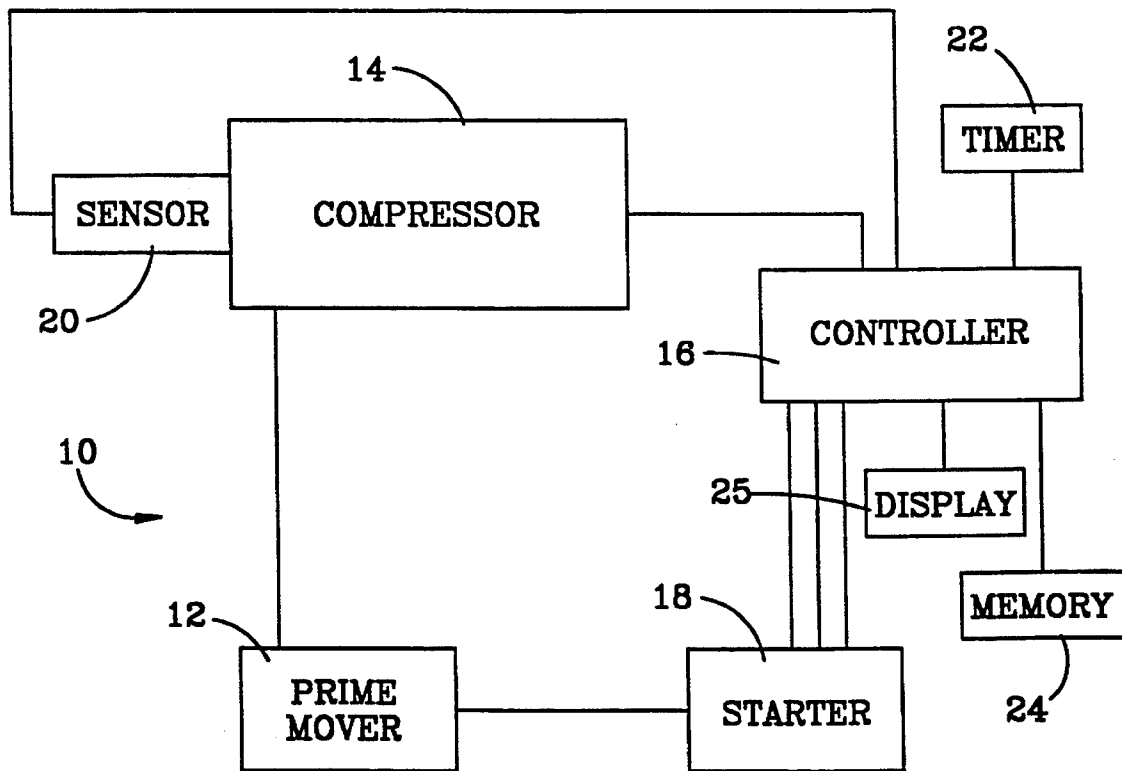 22
14
TIMER
SENSOR
COMPRESSOR
20
CONTROLLER
16
10
25
DISPLAY
12
18
MEMORY
PRIME
MOVER
STARTER
24